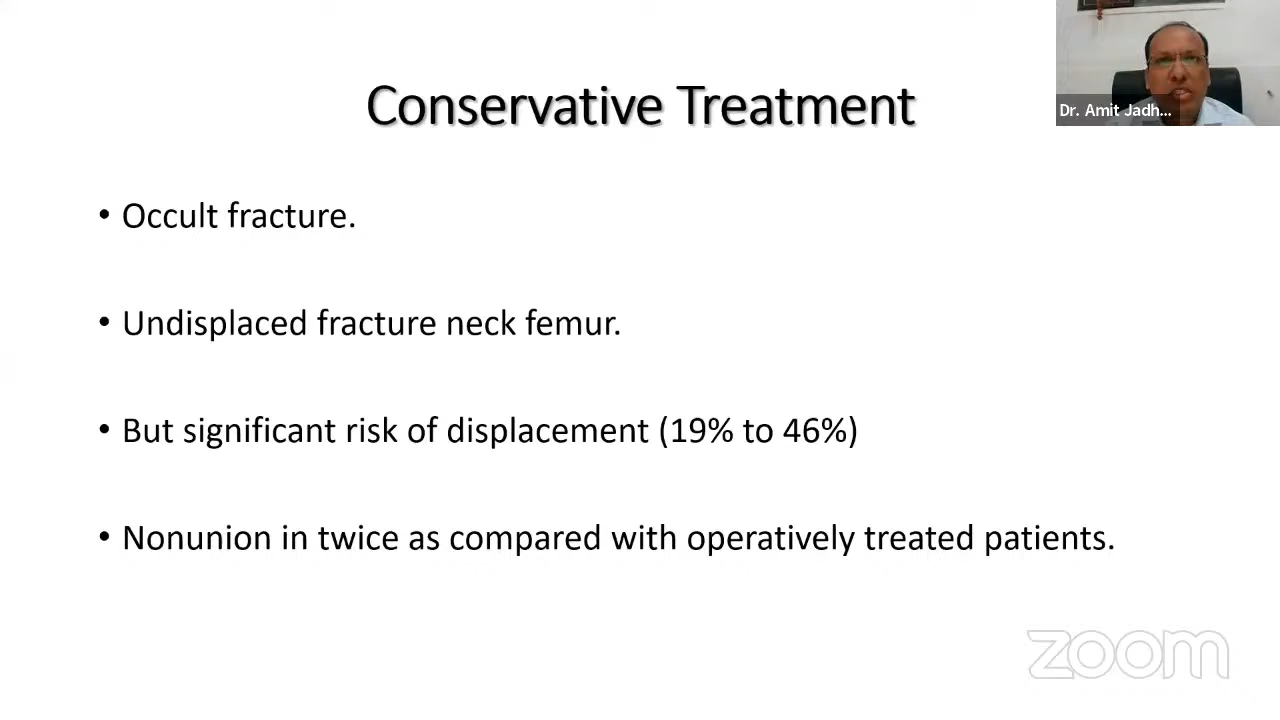 Conservative Treatment
Dr. Amit Jadh...
• Occult fracture.
• Undisplaced fracture neck femur.
• But significant risk of displacement (19% to 46%)
• Nonunion in twice as compared with operatively treated patients.
zoom